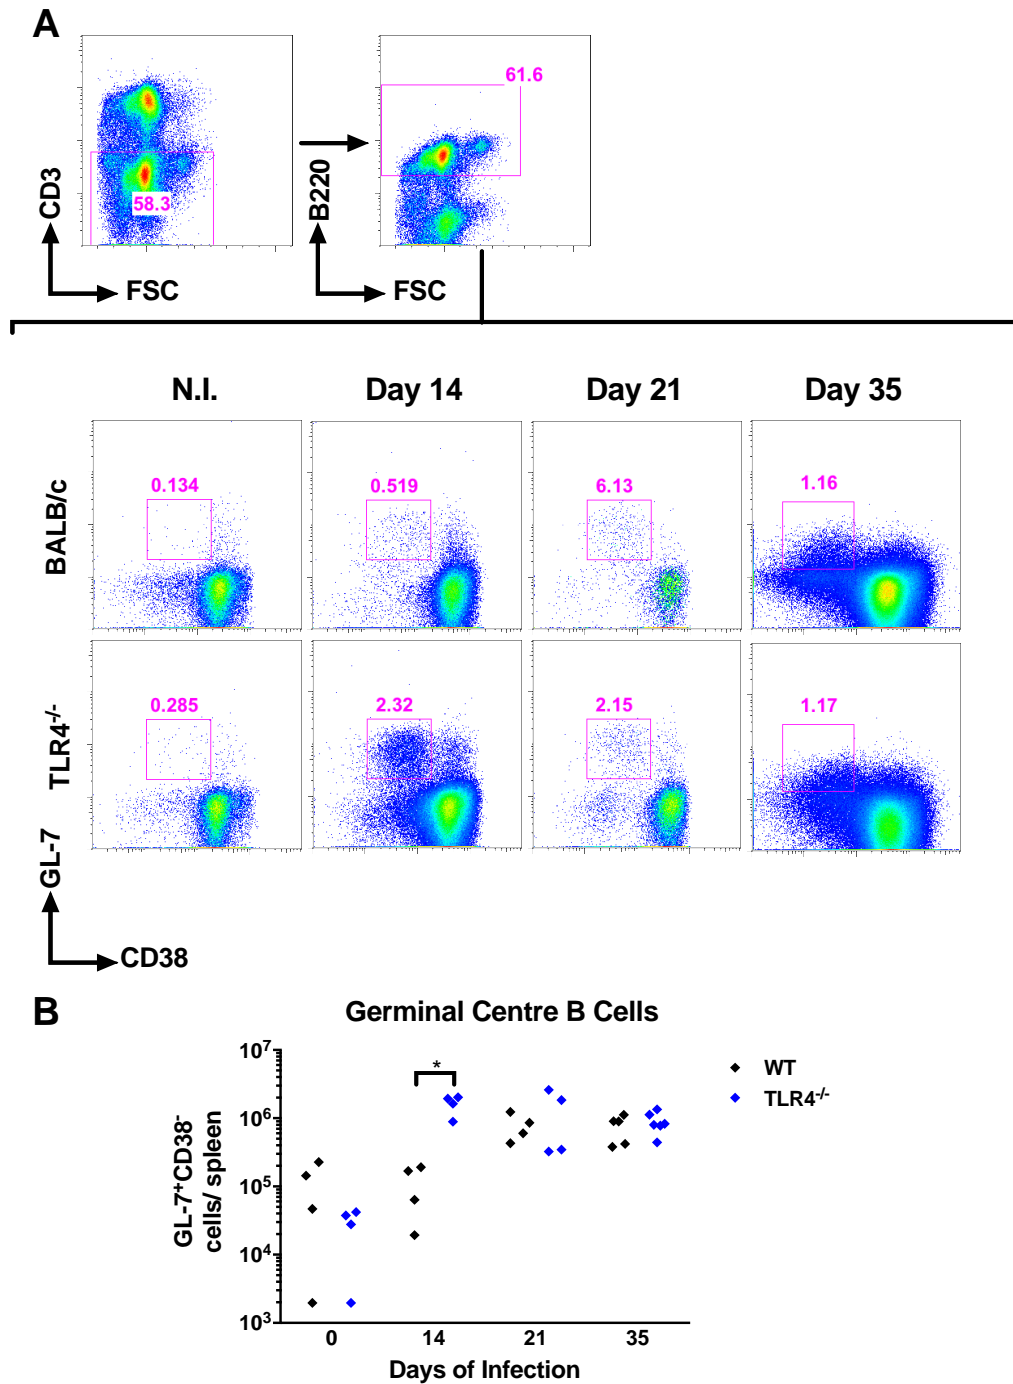 A
61.6
58.3
CD3
FSC
B220
FSC
N.I.
Day 14
Day 21
Day 35
BALB/c
0.134
0.519
6.13
1.16
TLR4-/-
0.285
2.32
2.15
1.17
GL-7
CD38
B
Germinal Centre B Cells
GL-7+CD38-
cells/ spleen
10^7
10^6
10^5
10^4
10^3
*
WT
TLR4-/-
0
14
21
35
Days of Infection